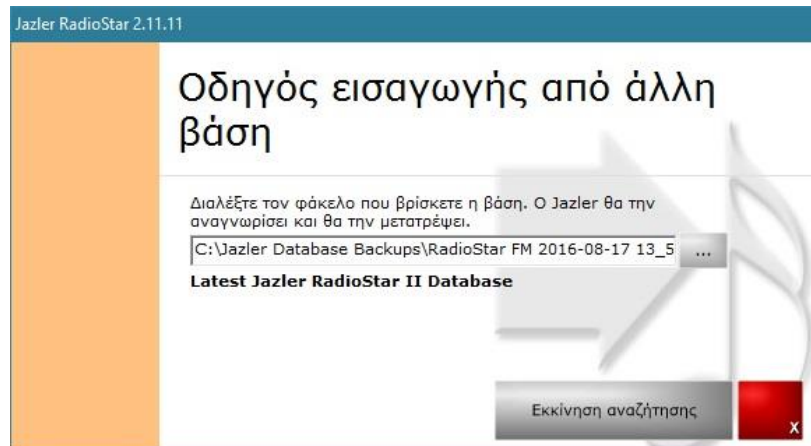 Jazler RadioStar 2.11.11
Οδηγός εισαγωγής από άλλη
βάση
Διαλέξτε τον φάκελο που βρίσκετε η βάση. Ο Jazler θα την
αναγνωρίσει και θα την μετατρέψει.
C:\Jazler Database Backups\RadioStar FM 2016-08-17 13_5
...
Latest Jazler RadioStar II Database
Εκκίνηση αναζήτησης
X